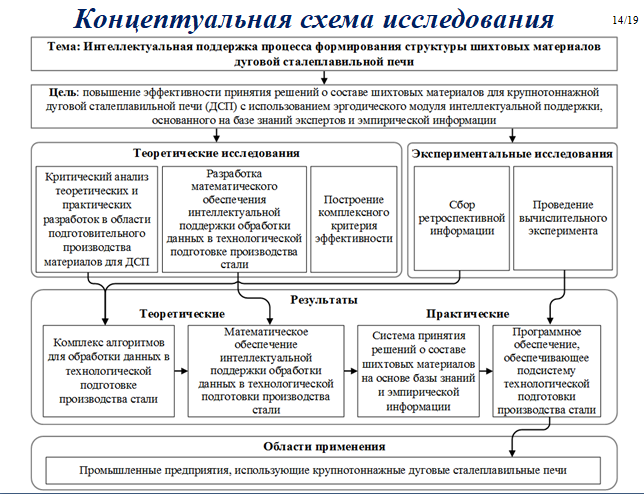 Концептуальная схема исследования
14/19
Тема: Интеллектуальная поддержка процесса формирования структуры шихтовых материалов
дуговой сталеплавильной печи
Цель: повышение эффективности принятия решений о составе шихтовых материалов для крупнотоннажной
дуговой сталеплавильной печи (ДСП) с использованием эргодического модуля интеллектуальной поддержки,
основанного на базе знаний экспертов и эмпирической информации
Теоретические исследования
Критический анализ
теоретических и
практических
разработок в области
подготовительного
производства
материалов для ДСП
Разработка
математического
обеспечения
интеллектуальной
поддержки обработки
данных в технологической
подготовке производства
стали
Построение
комплексного
критерия
эффективности
Экспериментальные исследования
Сбор
ретроспективной
информации
Проведение
вычислительного
эксперимента
Результаты
Теоретические
Практические
Комплекс алгоритмов
для обработки данных в
технологической
подготовке
производства стали
Математическое
обеспечение
интеллектуальной
поддержки обработки
данных в технологической
подготовки производства
стали
Система принятия
решений о составе
шихтовых материалов
на основе базы знаний
и эмпирической
информации
Программное
обеспечение,
обеспечивающее
подсистему
технологической
подготовки
производства стали
Области применения
Промышленные предприятия, использующие крупнотоннажные дуговые сталеплавильные печи